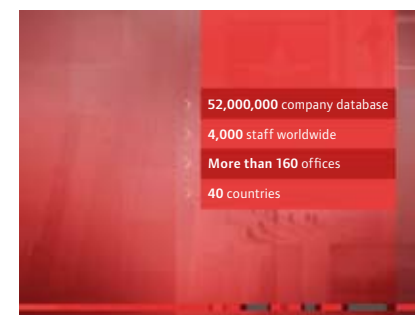 52,000,000 company database
4,000 staff worldwide
More than 160 offices
40 countries